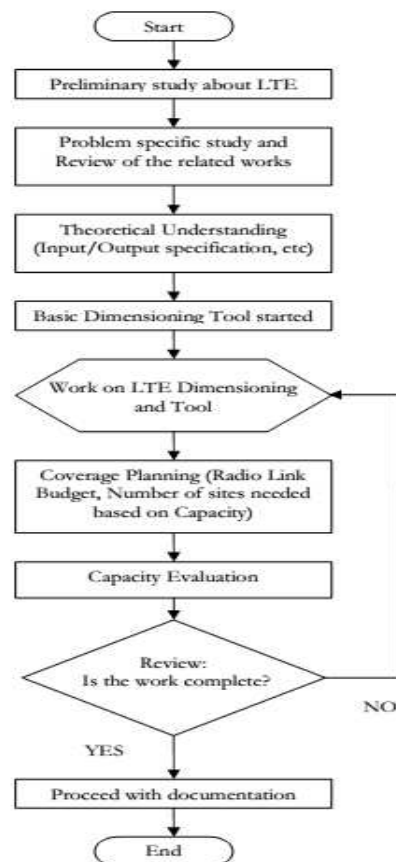 Start
Preliminary study about LTE
Problem specific study and
Review of the related works
Theoretical Understanding
(Input/Output specification, etc)
Basic Dimensioning Tool started
Work on LTE Dimensioning
and Tool
Coverage Planning (Radio Link
Budget, Number of sites needed
based on Capacity)
Capacity Evaluation
Review:
Is the work complete?
NO
YES
Proceed with documentation
End